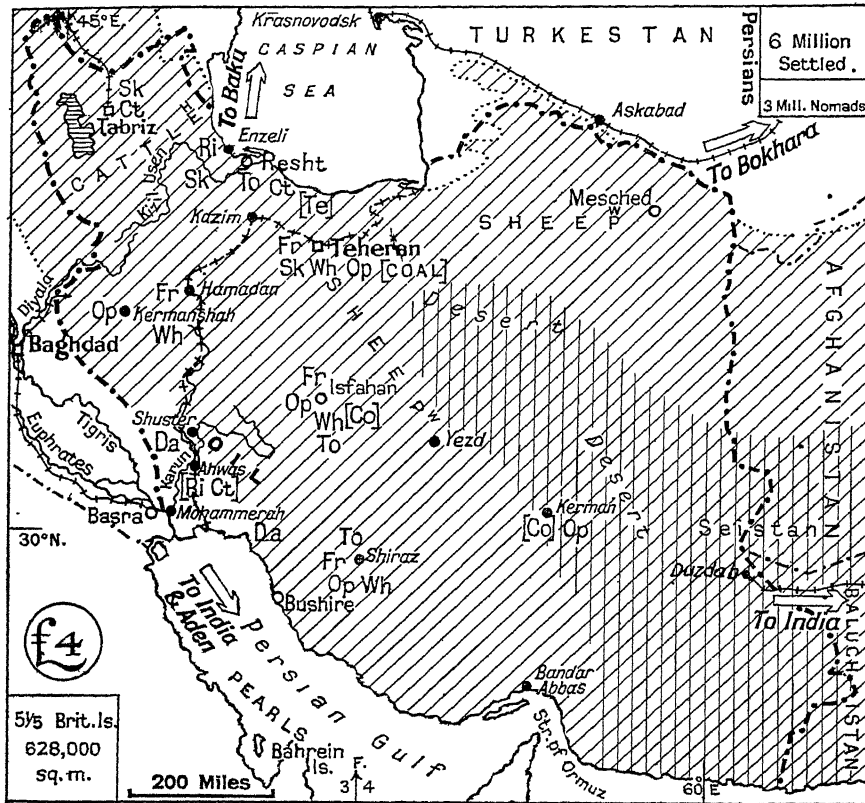 45°E.
Krasnovodsk
CASPIAN
SEA
TURKESTAN
Persians
6 Million
Settled.
3 Mill. Nomads
To Baku
Sk
Ct
Tabriz
CATTLE
Enzeli
Askabad
To Bokhara
Ri
Resht
Sk
To Ct
[Te]
Kizil Usen
Kazim
Mesched
w
SHEEP
Fr
Teheran
Sk Wh Op [COAL]
Diyala
Fr
Hamadan
Op
Kermanshah
Wh
SHEEP
w
Desert
AFGHANISTAN
Baghdad
Fr
Isfahan
Op
Wh [Co]
To
Tigris
Euphrates
Shuster
Da
OIL
Karun
Ahwas
[Ri Ct]
Yezd
Desert
Basra
Mohammerah
Kerman
[Co] Op
Seistan
30°N.
Da
To
Fr
Shiraz
Op Wh
Duzdab
To India
& Aden
Bushire
To India
BALUCHISTAN
£4
Persian Gulf
PEARLS
Bandar
Abbas
Str. of Ormuz
5⅕ Brit. Is.
628,000
sq. m.
Bahrein
Is.
200 Miles
F.
3 4
60°E